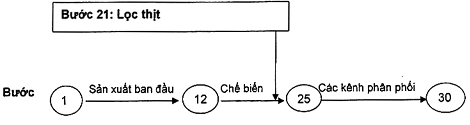 Bước 21: Lọc thịt
Bước 1 Sản xuất ban đầu 12 Chế biến 25 Các kênh phân phối 30